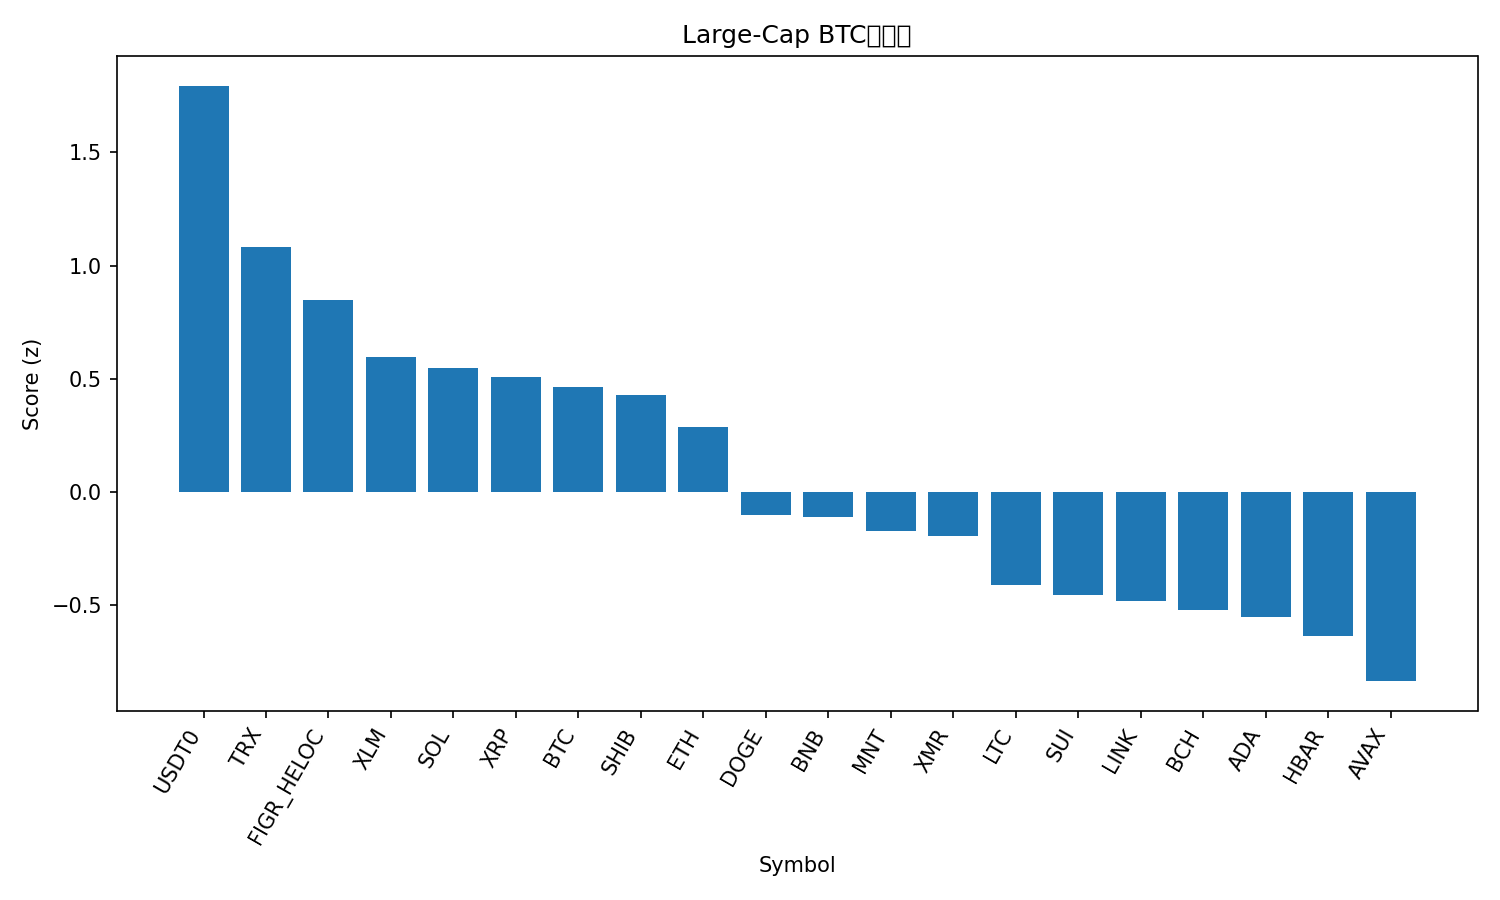 Large-Cap BTC
Score (z)
1.5
1.0
0.5
0.0
−0.5
USDT0
TRX
FIGR_HELOC
XLM
SOL
XRP
BTC
SHIB
ETH
DOGE
BNB
MNT
XMR
LTC
SUI
LINK
BCH
ADA
HBAR
AVAX
Symbol